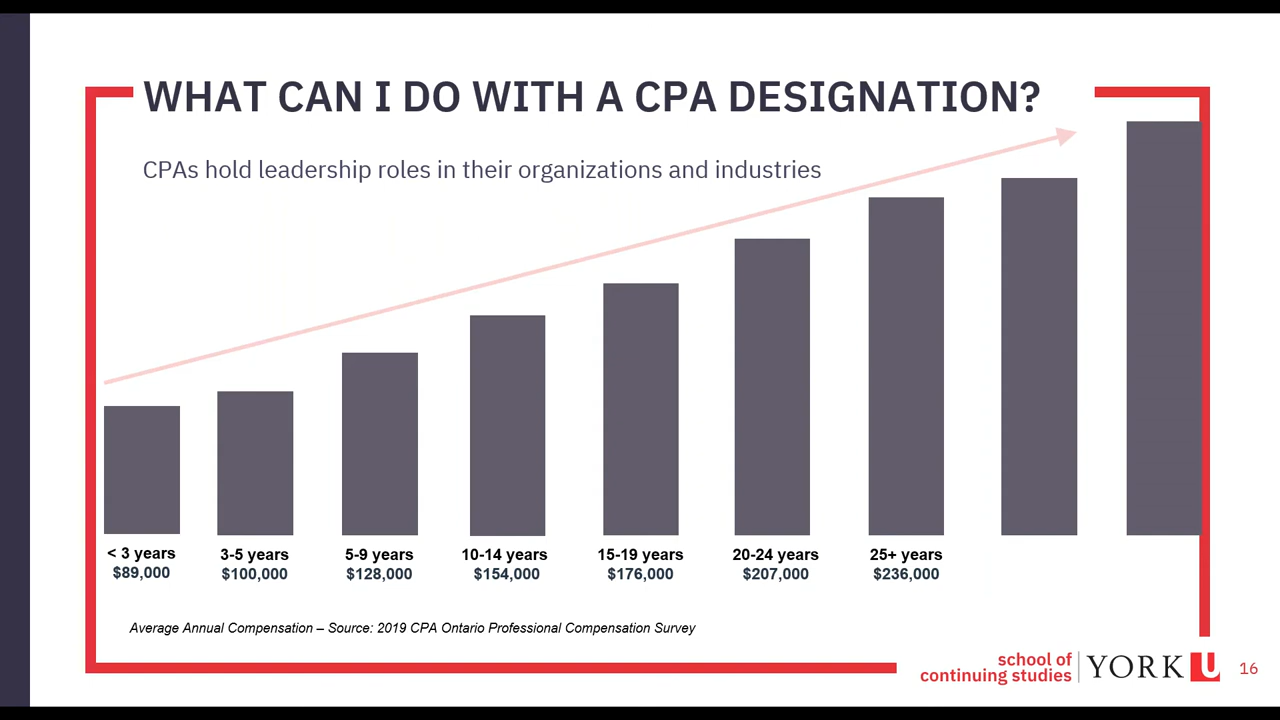 WHAT CAN I DO WITH A CPA DESIGNATION?
CPAs hold leadership roles in their organizations and industries
< 3 years 3-5 years 5-9 years 10-14 years 15-19 years 20-24 years 25+ years
$89,000 $100,000 $128,000 $154,000 $176,000 $207,000 $236,000
Average Annual Compensation – Source: 2019 CPA Ontario Professional Compensation Survey
school of
continuing studies
YORK U
16